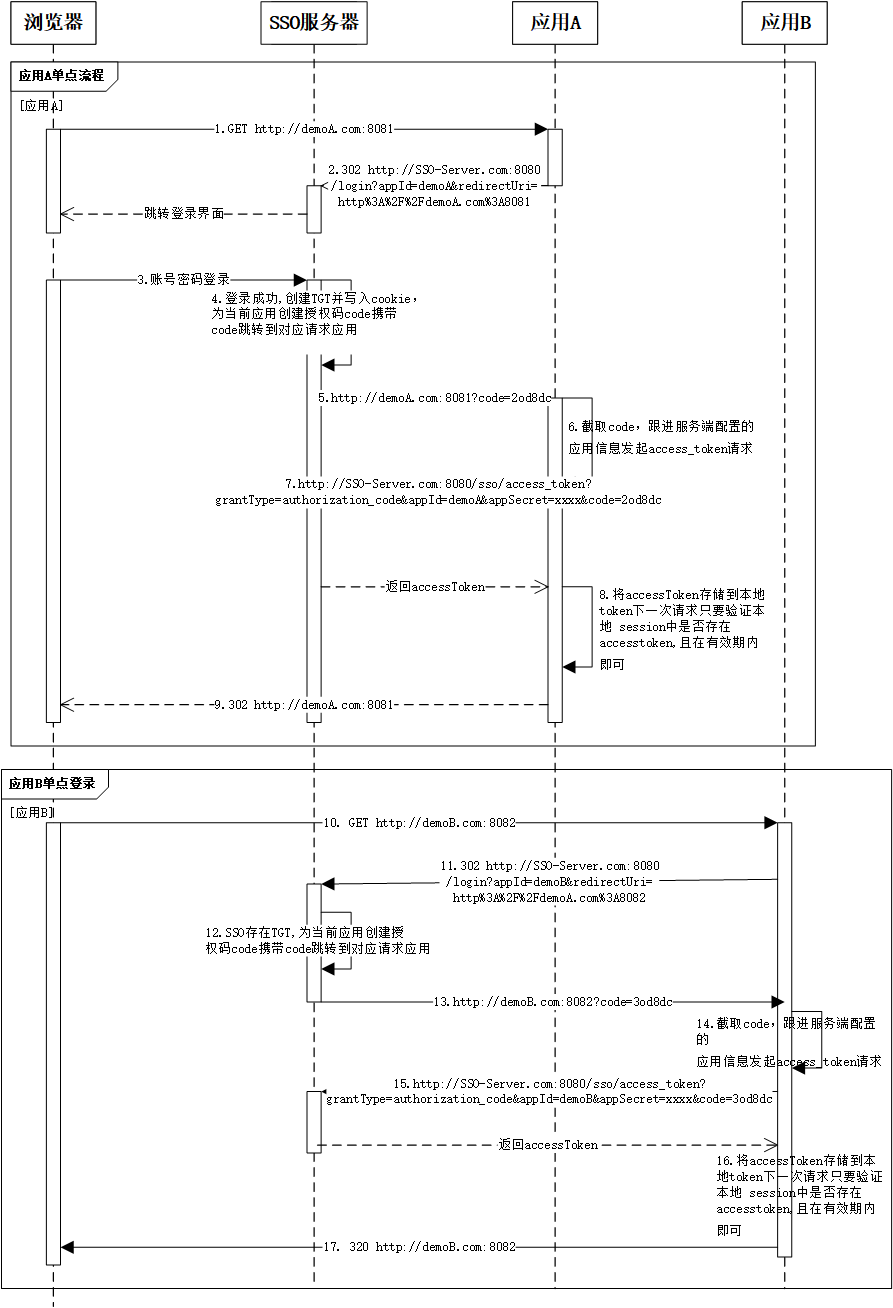 浏览器
SSO服务器
应用A
应用B
应用A单点流程
[应用A]
1.GET http://demoA.com:8081
2.302 http://SSO-Server.com:8080
/login?appId=demoA&redirectUri=
http%3A%2F%2FdemoA.com%3A8081
跳转登录界面
3.账号密码登录
4.登录成功,创建TGT并写入cookie,
为当前应用创建授权码code携带
code跳转到对应请求应用
5.http://demoA.com:8081?code=2od8dc
6.截取code，跟进服务端配置的
应用信息发起access_token请求
7.http://SSO-Server.com:8080/sso/access_token?
grantType=authorization_code&appId=demoA&appSecret=xxxx&code=2od8dc
返回accessToken
8.将accessToken存储到本地
token下一次请求只要验证本
地 session中是否存在
accesstoken,且在有效期内
即可
9.302 http://demoA.com:8081
应用B单点登录
[应用B]
10. GET http://demoB.com:8082
11.302 http://SSO-Server.com:8080
/login?appId=demoB&redirectUri=
http%3A%2F%2FdemoA.com%3A8082
12.SSO存在TGT,为当前应用创建授
权码code携带code跳转到对应请求应用
13.http://demoB.com:8082?code=3od8dc
14.截取code，跟进服务端配置
的
应用信息发起access_token请求
15.http://SSO-Server.com:8080/sso/access_token?
grantType=authorization_code&appId=demoB&appSecret=xxxx&code=3od8dc
返回accessToken
16.将accessToken存储到本
地token下一次请求只要验证
本地 session中是否存在
accesstoken,且在有效期内
即可
17. 320 http://demoB.com:8082